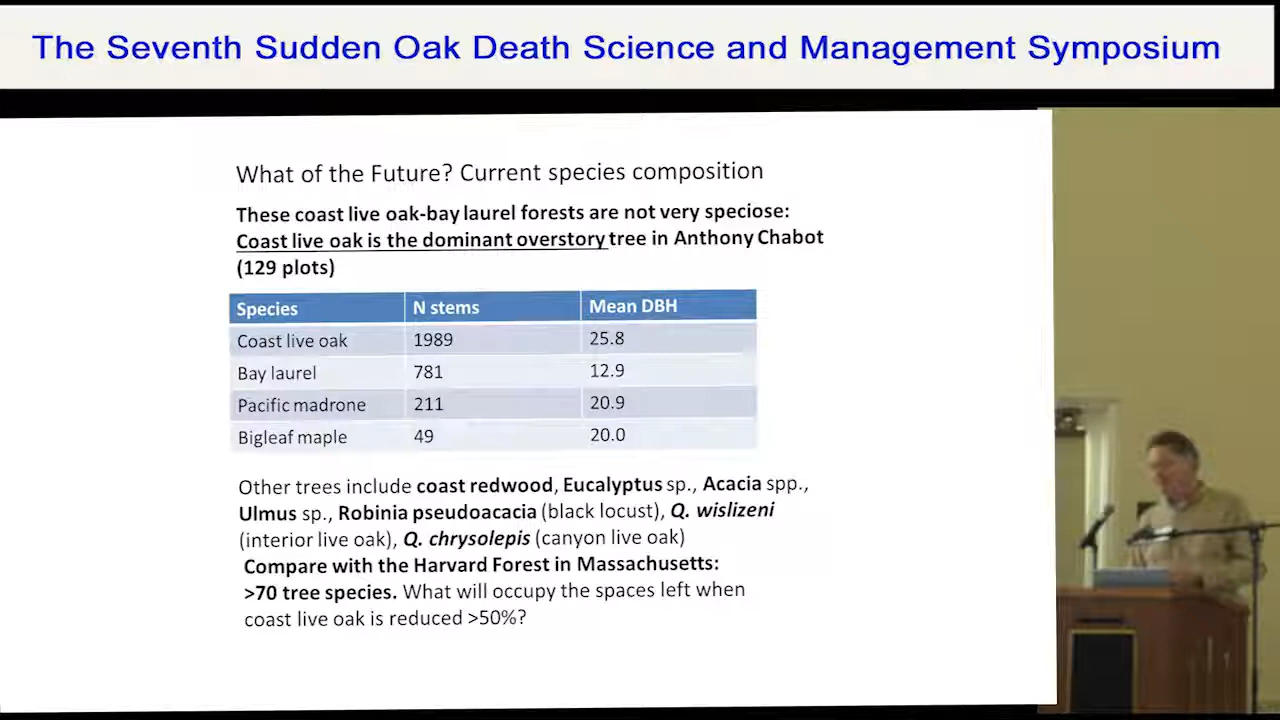 The Seventh Sudden Oak Death Science and Management Symposium
What of the Future? Current species composition
These coast live oak-bay laurel forests are not very speciose:
Coast live oak is the dominant overstory tree in Anthony Chabot
(129 plots)
Species N stems Mean DBH
Coast live oak 1989 25.8
Bay laurel 781 12.9
Pacific madrone 211 20.9
Bigleaf maple 49 20.0
Other trees include coast redwood, Eucalyptus sp., Acacia spp.,
Ulmus sp., Robinia pseudoacacia (black locust), Q. wislizeni
(interior live oak), Q. chrysolepis (canyon live oak)
Compare with the Harvard Forest in Massachusetts:
>70 tree species. What will occupy the spaces left when
coast live oak is reduced >50%?